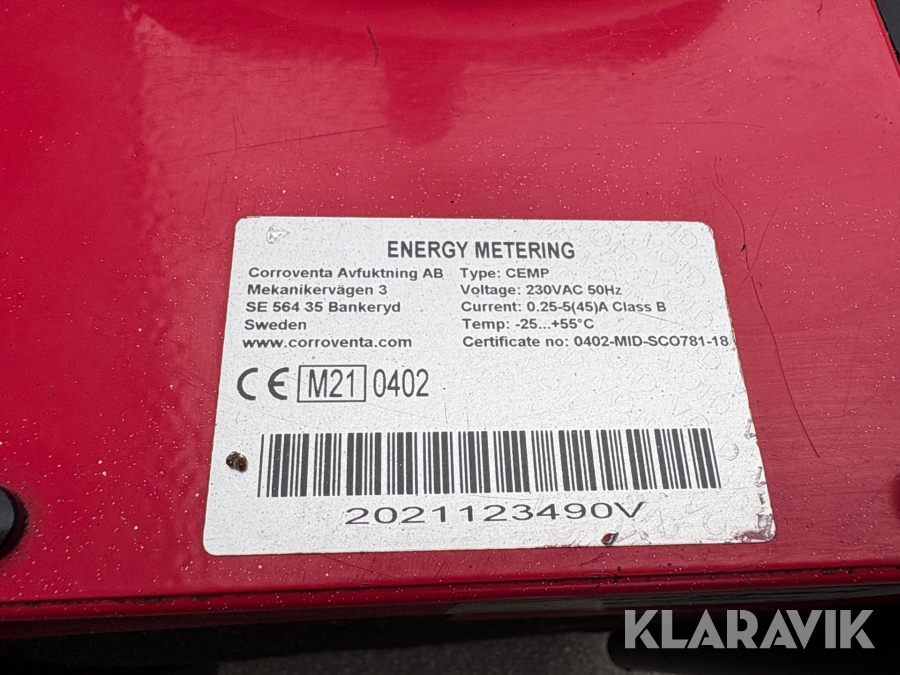 ENERGY METERING
Corroventa Avfuktning AB
Mekanikervägen 3
SE 564 35 Bankeryd
Sweden
www.corroventa.com
Type: CEMP
Voltage: 230VAC 50Hz
Current: 0.25-5(45)A Class B
Temp: -25...+55°C
Certificate no: 0402-MID-SCO781-18
CE M21 0402
2021123490V
KLARAVIK